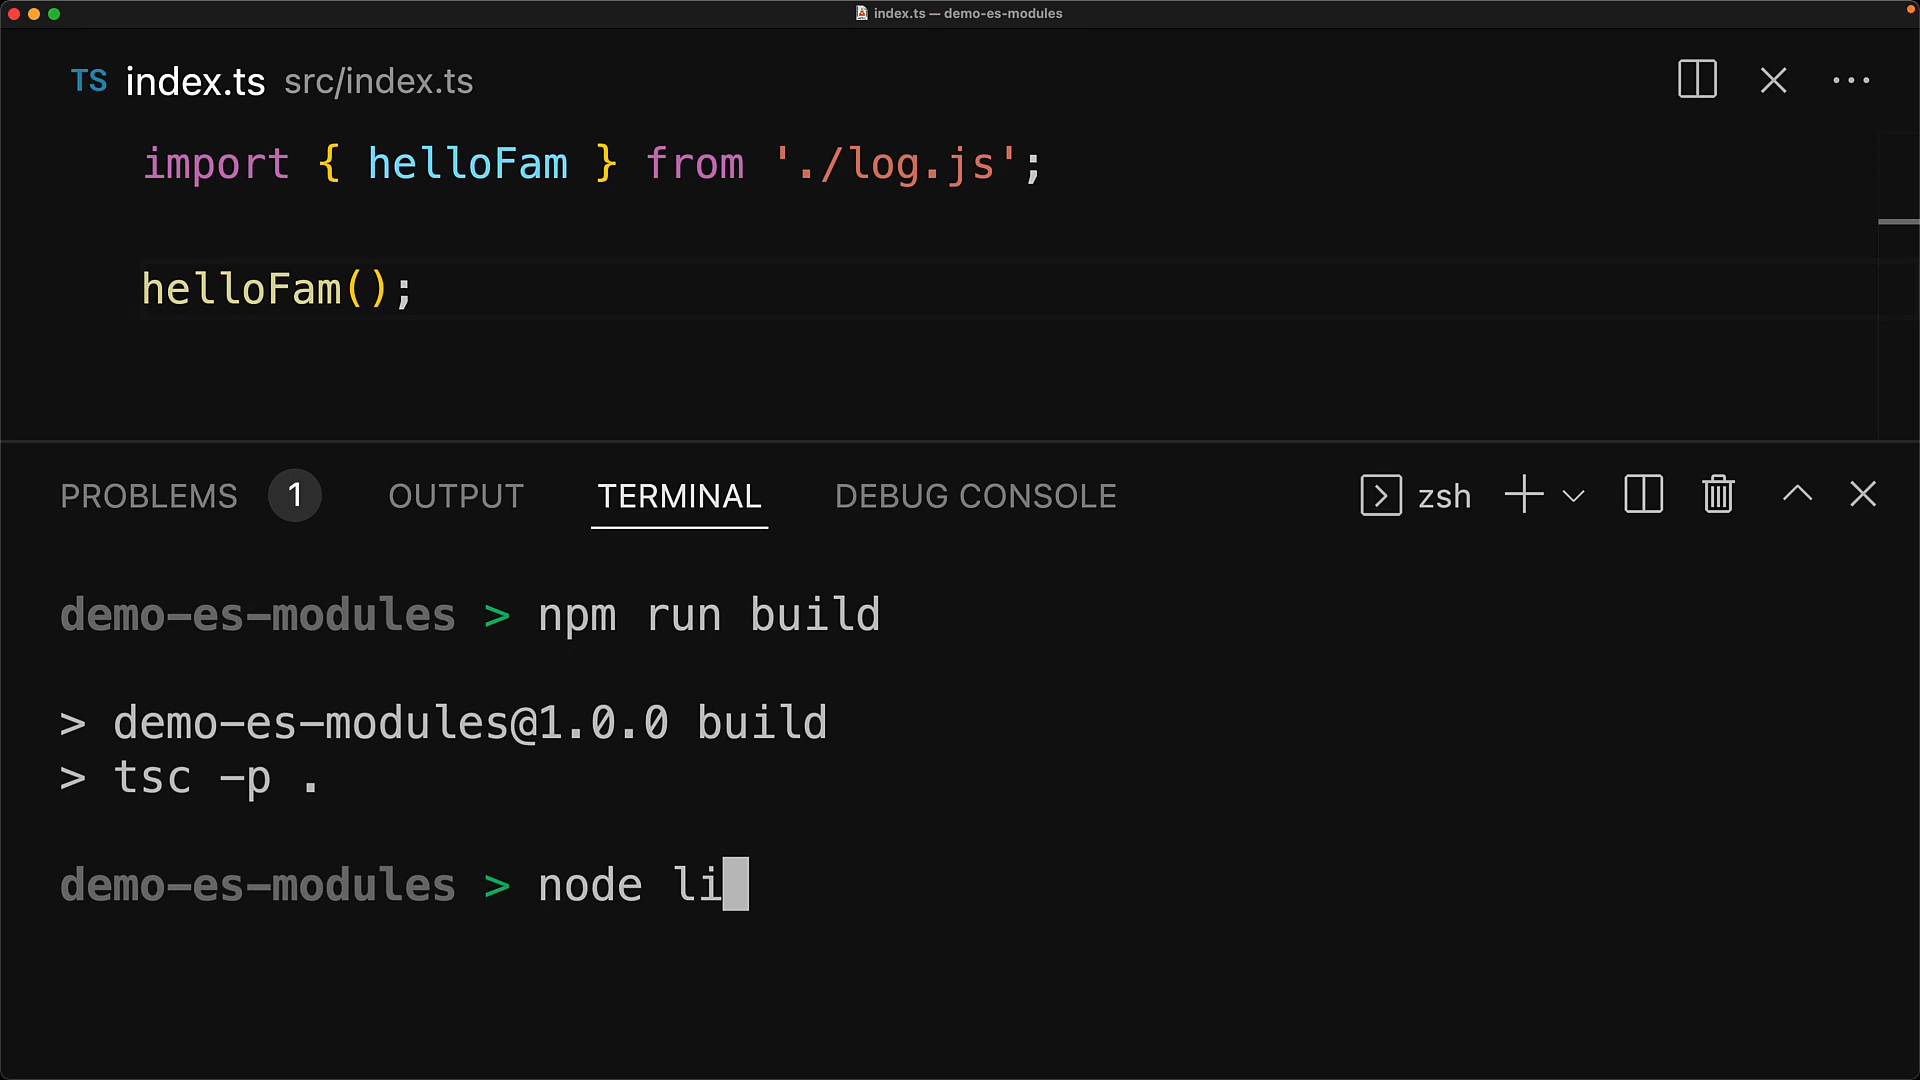 index.ts — demo-es-modules
TS index.ts src/index.ts
import { helloFam } from './log.js';
helloFam();
PROBLEMS 1 OUTPUT TERMINAL DEBUG CONSOLE zsh
demo-es-modules > npm run build
> demo-es-modules@1.0.0 build
> tsc -p .
demo-es-modules > node li